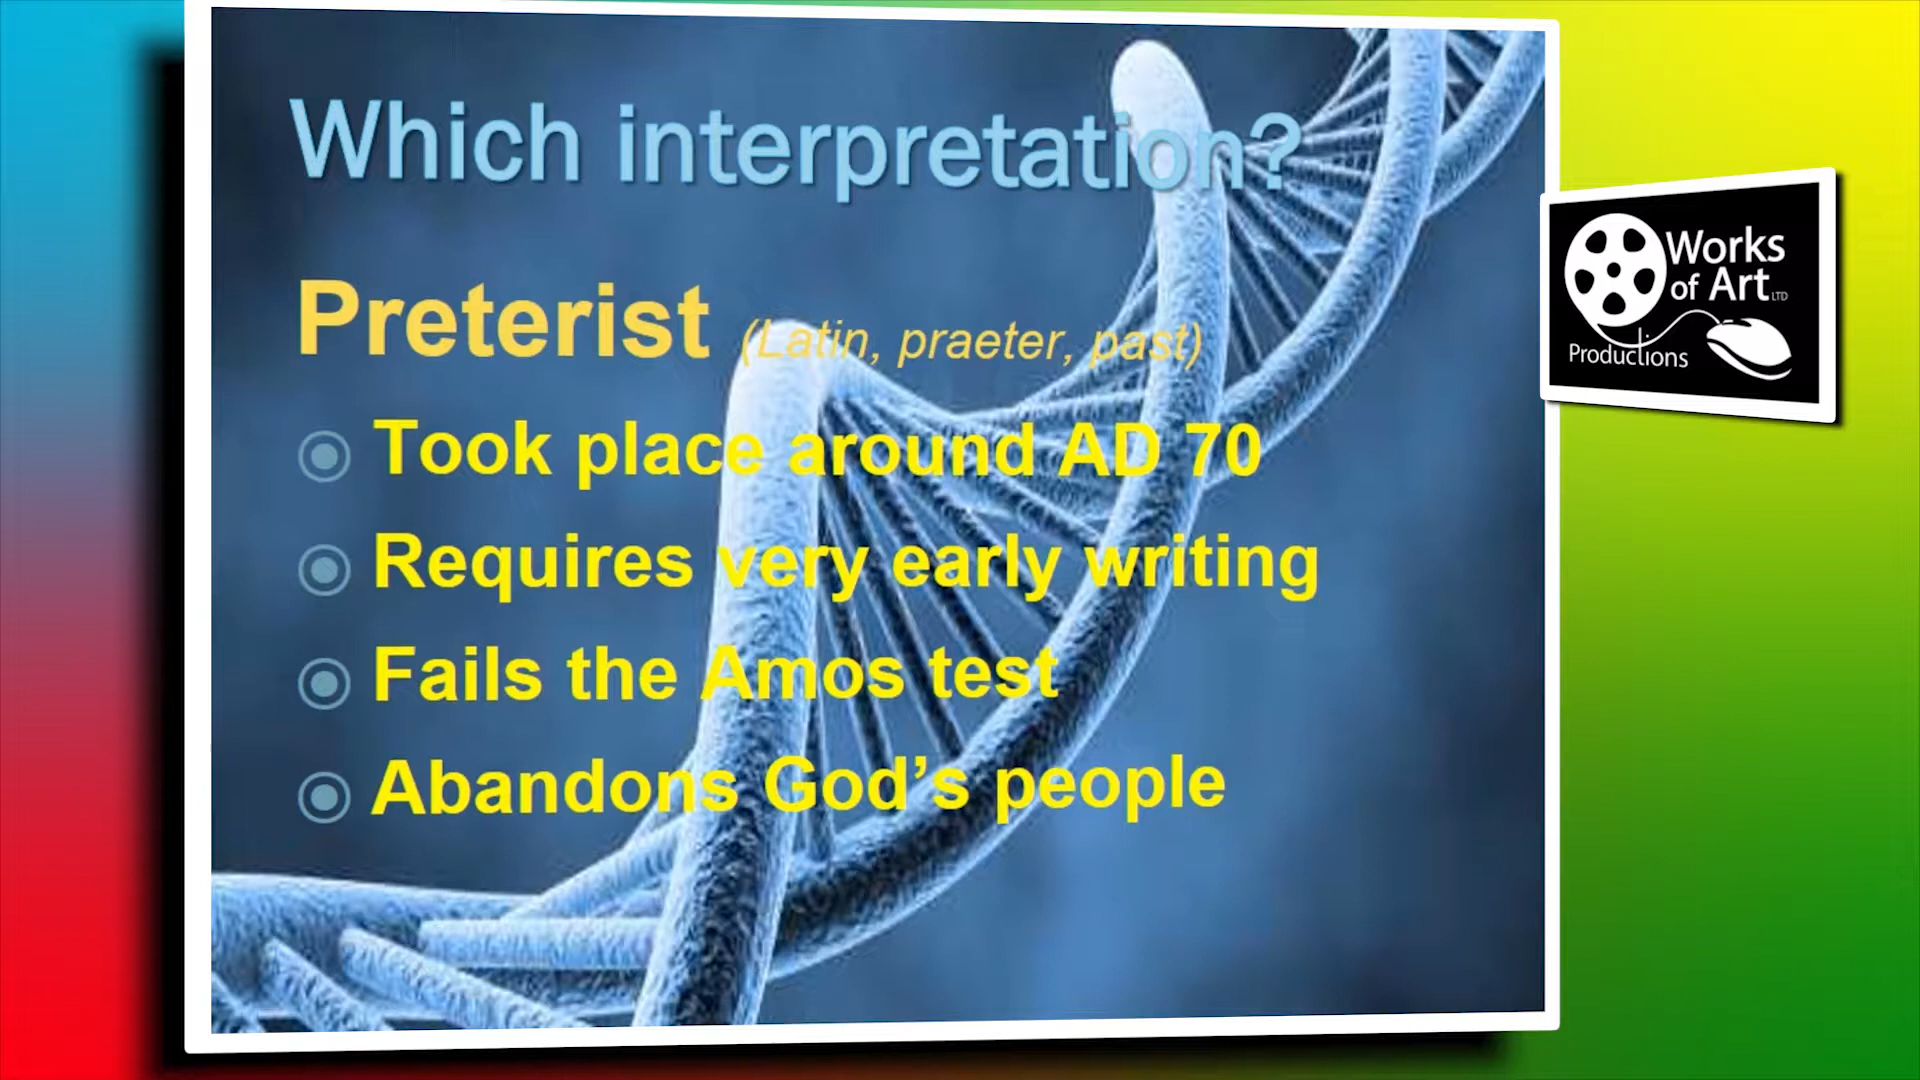 Which interpretation?
Preterist (Latin, praeter, past)
Took place around AD 70
Requires very early writing
Fails the Amos test
Abandons God's people
Works
of Art LTD
Productions